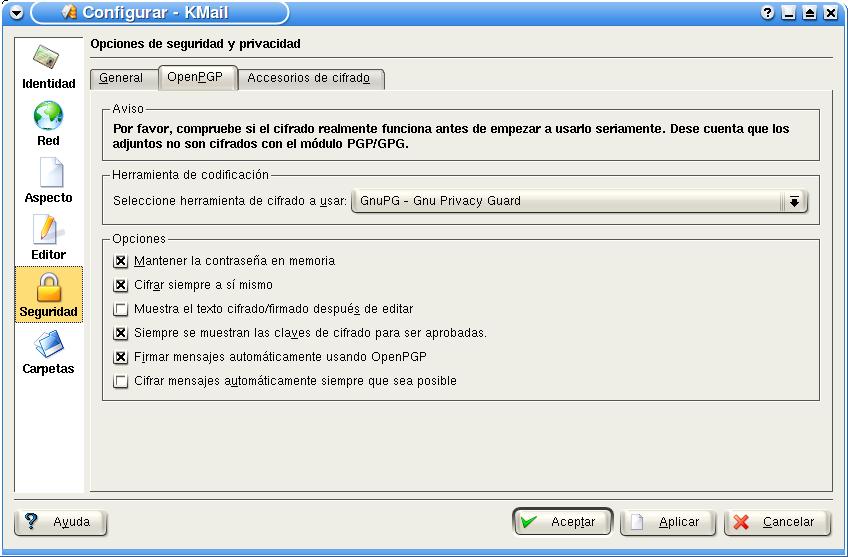 Configurar - KMail
Opciones de seguridad y privacidad
Identidad
Red
Aspecto
Editor
Seguridad
Carpetas
General
OpenPGP
Accesorios de cifrado
Aviso
Por favor, compruebe si el cifrado realmente funciona antes de empezar a usarlo seriamente. Dese cuenta que los
adjuntos no son cifrados con el módulo PGP/GPG.
Herramienta de codificación
Seleccione herramienta de cifrado a usar: GnuPG - Gnu Privacy Guard
Opciones
Mantener la contraseña en memoria
Cifrar siempre a sí mismo
Muestra el texto cifrado/firmado después de editar
Siempre se muestran las claves de cifrado para ser aprobadas.
Firmar mensajes automáticamente usando OpenPGP
Cifrar mensajes automáticamente siempre que sea posible
Ayuda
Aceptar
Aplicar
Cancelar